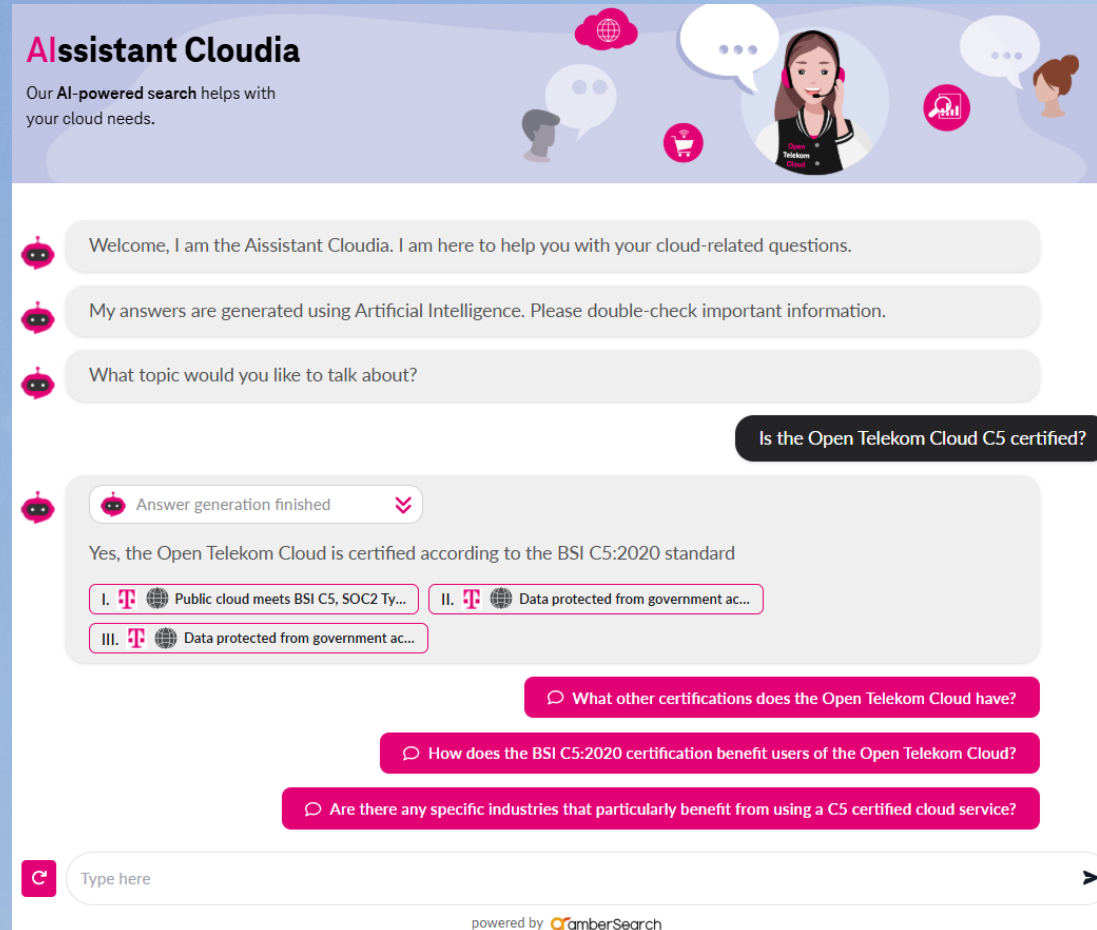 AIssistant Cloudia
Our AI-powered search helps with
your cloud needs.
Open
Telekom
Cloud
Welcome, I am the Aissistant Cloudia. I am here to help you with your cloud-related questions.
My answers are generated using Artificial Intelligence. Please double-check important information.
What topic would you like to talk about?
Is the Open Telekom Cloud C5 certified?
Answer generation finished
Yes, the Open Telekom Cloud is certified according to the BSI C5:2020 standard
I. T Public cloud meets BSI C5, SOC2 Ty... II. T Data protected from government ac...
III. T Data protected from government ac...
What other certifications does the Open Telekom Cloud have?
How does the BSI C5:2020 certification benefit users of the Open Telekom Cloud?
Are there any specific industries that particularly benefit from using a C5 certified cloud service?
Type here
powered by amberSearch